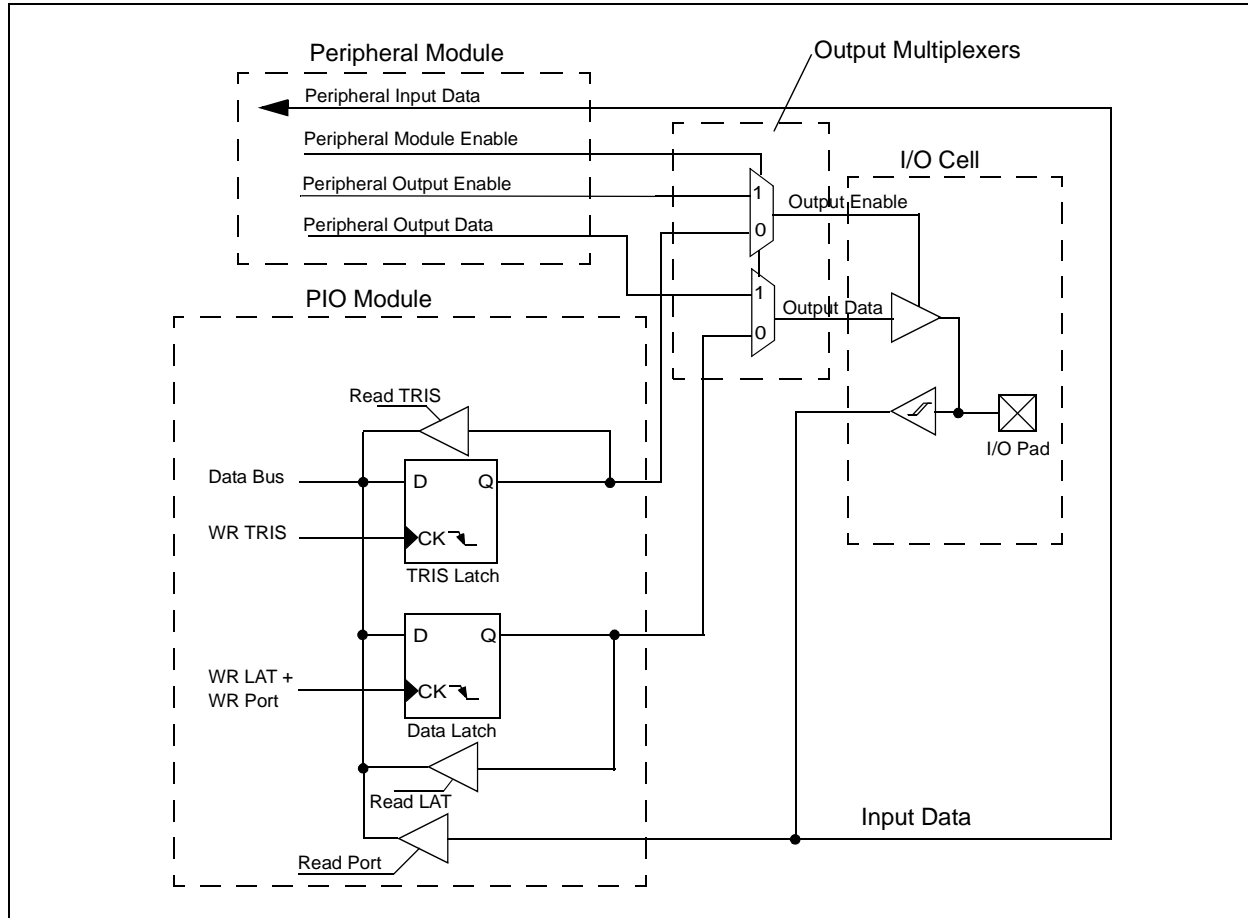 Peripheral Module
Output Multiplexers
Peripheral Input Data
Peripheral Module Enable
I/O Cell
Peripheral Output Enable
1
Output Enable
Peripheral Output Data
0
PIO Module
1
Output Data
0
Read TRIS
I/O Pad
Data Bus
D
Q
WR TRIS
CK
TRIS Latch
D
Q
WR LAT +
WR Port
CK
Data Latch
Read LAT
Input Data
Read Port